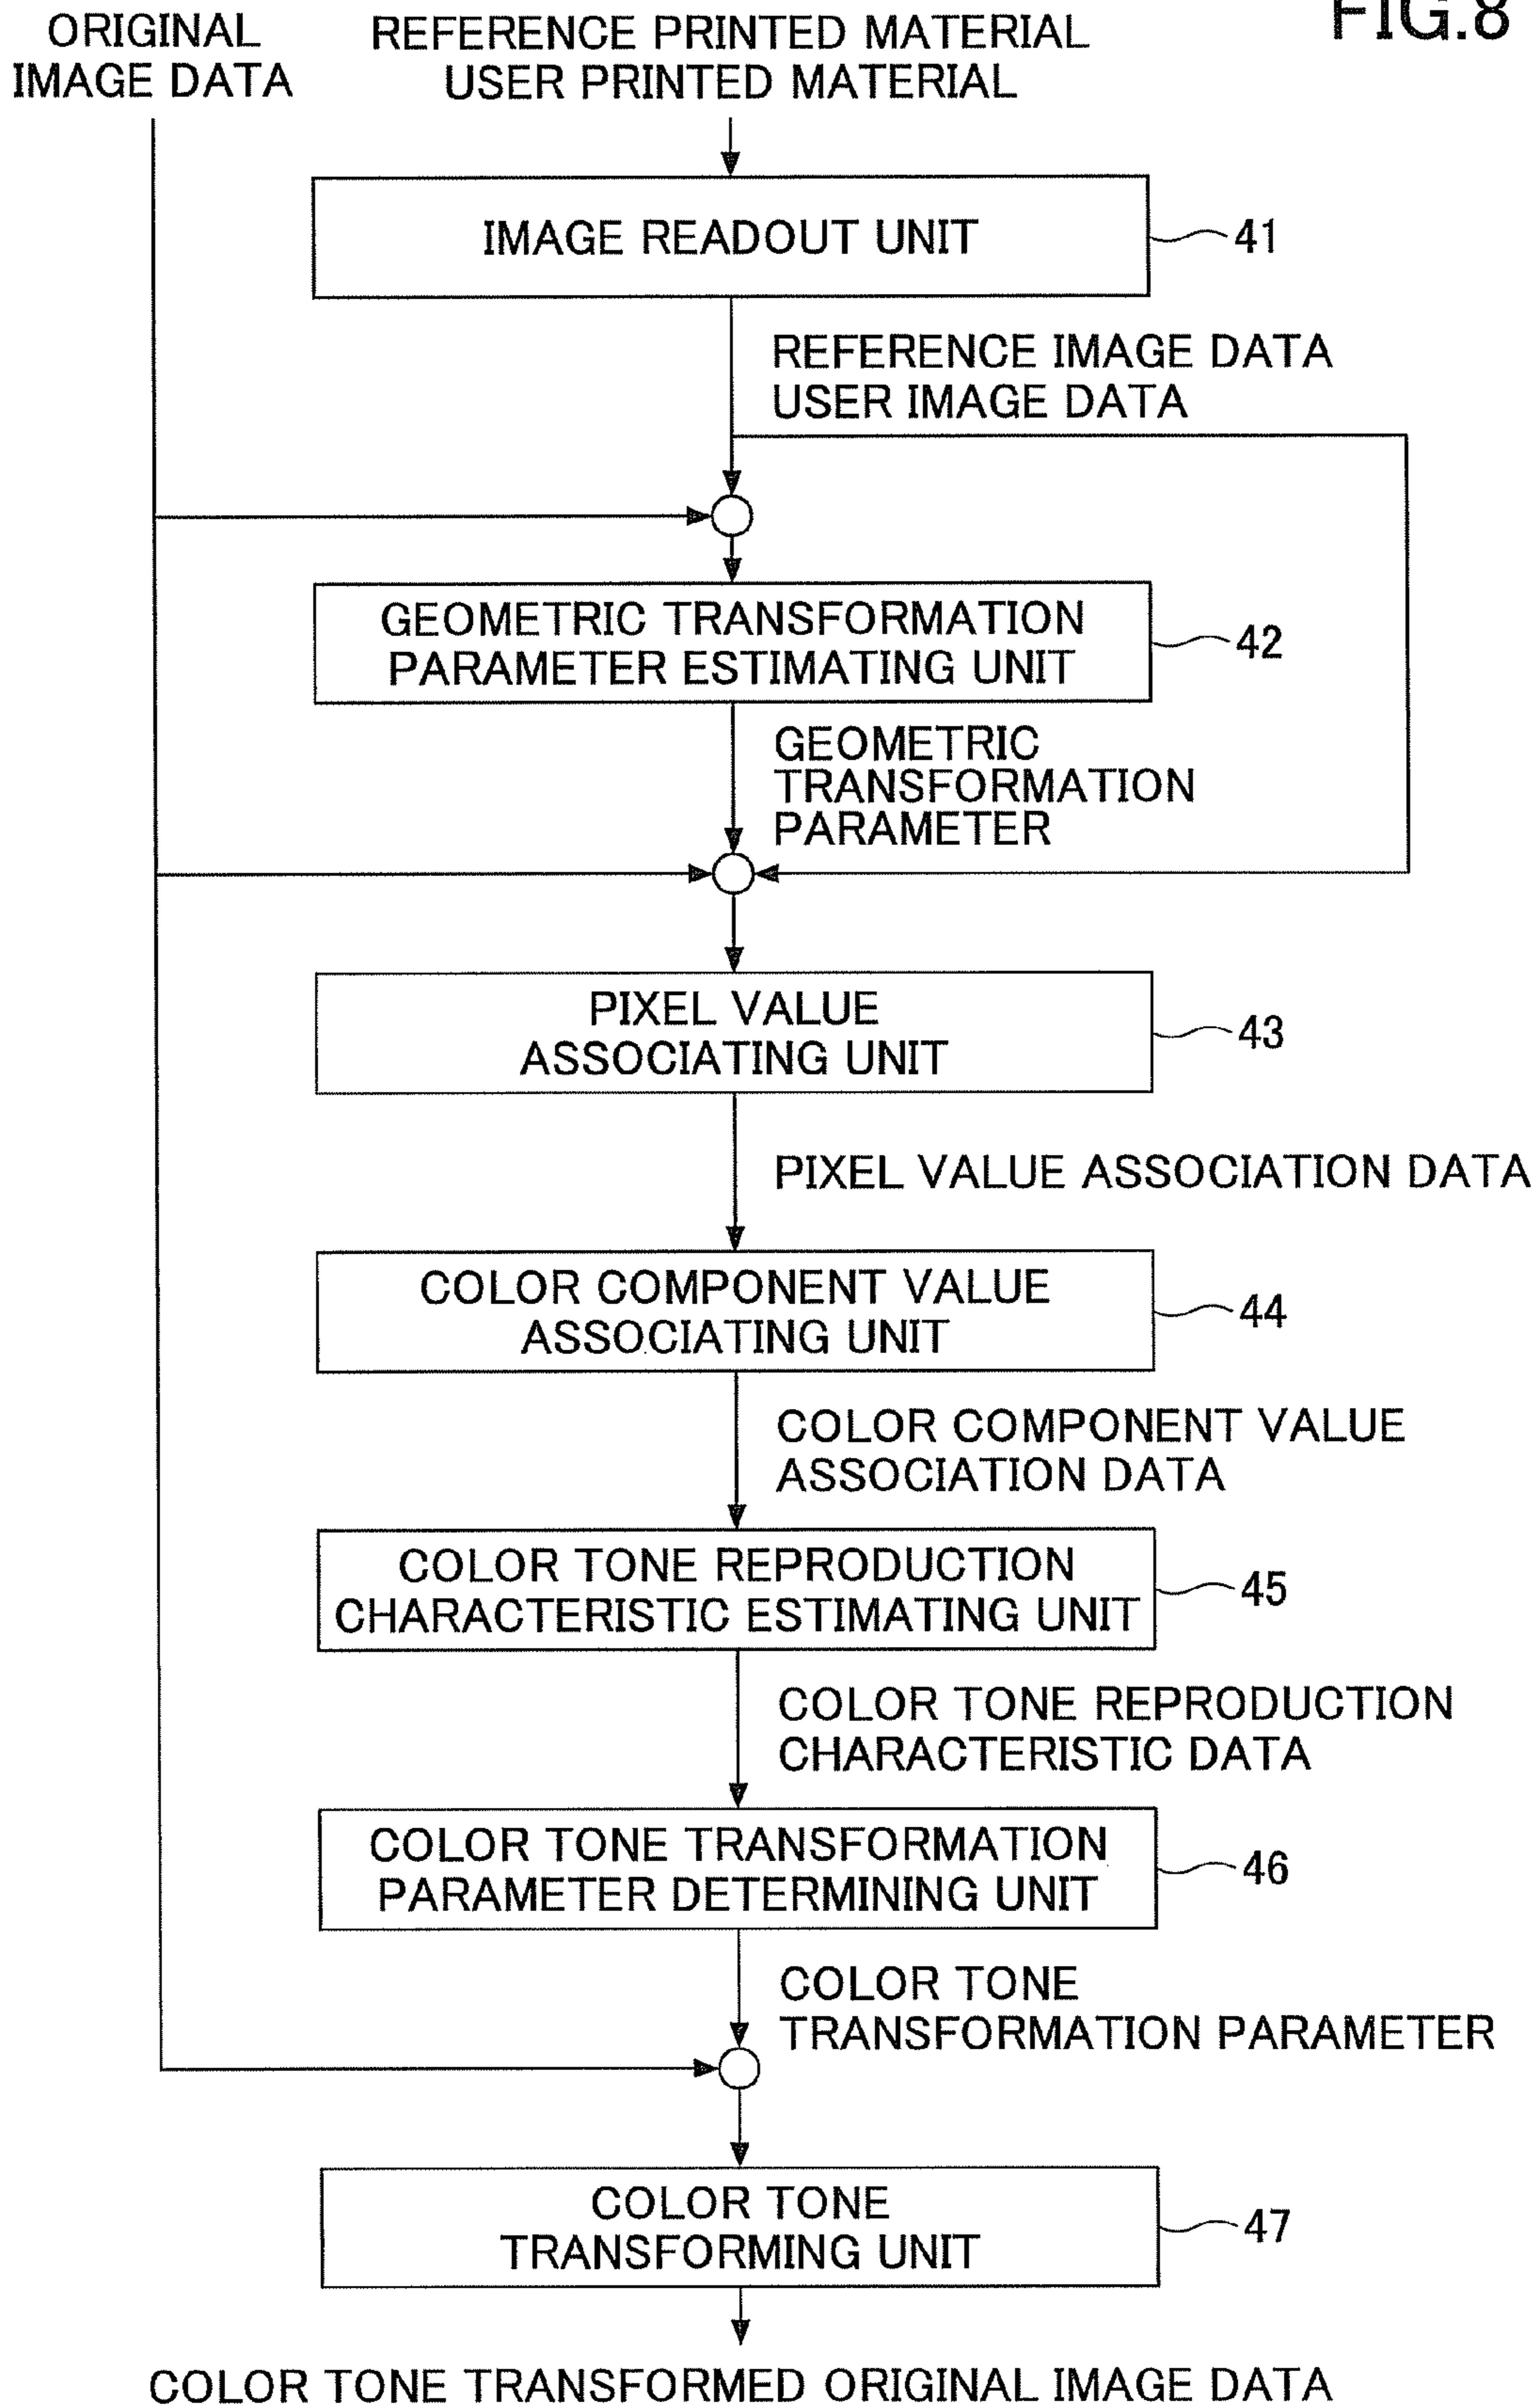 FIG.8
ORIGINAL
IMAGE DATA
REFERENCE PRINTED MATERIAL
USER PRINTED MATERIAL
IMAGE READOUT UNIT
41
REFERENCE IMAGE DATA
USER IMAGE DATA
GEOMETRIC TRANSFORMATION
PARAMETER ESTIMATING UNIT
42
GEOMETRIC
TRANSFORMATION
PARAMETER
PIXEL VALUE
ASSOCIATING UNIT
43
PIXEL VALUE ASSOCIATION DATA
COLOR COMPONENT VALUE
ASSOCIATING UNIT
44
COLOR COMPONENT VALUE
ASSOCIATION DATA
COLOR TONE REPRODUCTION
CHARACTERISTIC ESTIMATING UNIT
45
COLOR TONE REPRODUCTION
CHARACTERISTIC DATA
COLOR TONE TRANSFORMATION
PARAMETER DETERMINING UNIT
46
COLOR TONE
TRANSFORMATION PARAMETER
COLOR TONE
TRANSFORMING UNIT
47
COLOR TONE TRANSFORMED ORIGINAL IMAGE DATA